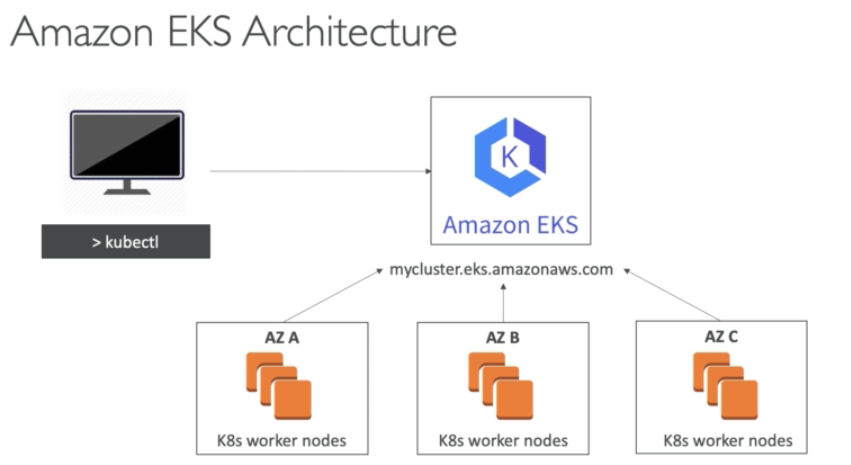 Amazon EKS Architecture
K
Amazon EKS
> kubectl
mycluster.eks.amazonaws.com
AZ A
AZ B
AZ C
K8s worker nodes
K8s worker nodes
K8s worker nodes